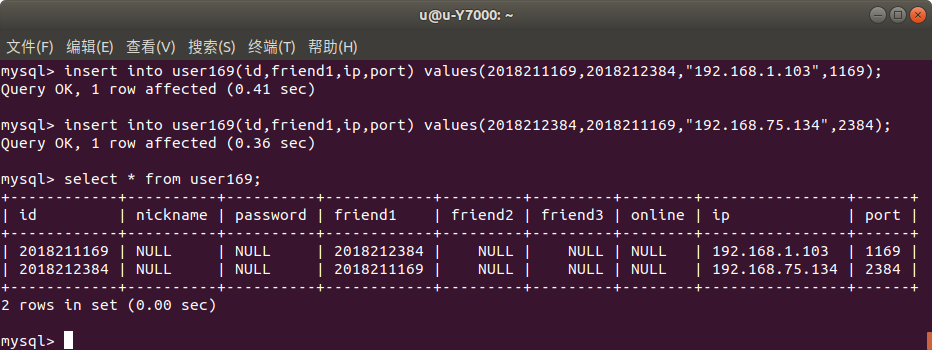 u@u-Y7000: ~
文件(F) 编辑(E) 查看(V) 搜索(S) 终端(T) 帮助(H)
mysql> insert into user169(id,friend1,ip,port) values(2018211169,2018212384,"192.168.1.103",1169);
Query OK, 1 row affected (0.41 sec)
mysql> insert into user169(id,friend1,ip,port) values(2018212384,2018211169,"192.168.75.134",2384);
Query OK, 1 row affected (0.36 sec)
mysql> select * from user169;
+------------+----------+----------+------------+---------+---------+--------+----------------+------+
| id         | nickname | password | friend1    | friend2 | friend3 | online | ip             | port |
+------------+----------+----------+------------+---------+---------+--------+----------------+------+
| 2018211169 | NULL     | NULL     | 2018212384 |    NULL |    NULL | NULL   | 192.168.1.103  | 1169 |
| 2018212384 | NULL     | NULL     | 2018211169 |    NULL |    NULL | NULL   | 192.168.75.134 | 2384 |
+------------+----------+----------+------------+---------+---------+--------+----------------+------+
2 rows in set (0.00 sec)
mysql>